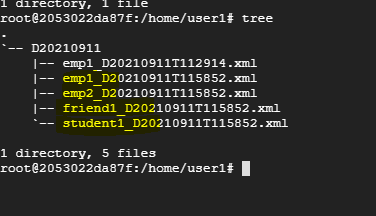 1 directory, 1 file
root@2053022da87f:/home/user1# tree
.
`-- D20210911
    |-- emp1_D20210911T112914.xml
    |-- emp1_D20210911T115852.xml
    |-- emp2_D20210911T115852.xml
    |-- friend1_D20210911T115852.xml
    `-- student1_D20210911T115852.xml

1 directory, 5 files
root@2053022da87f:/home/user1#